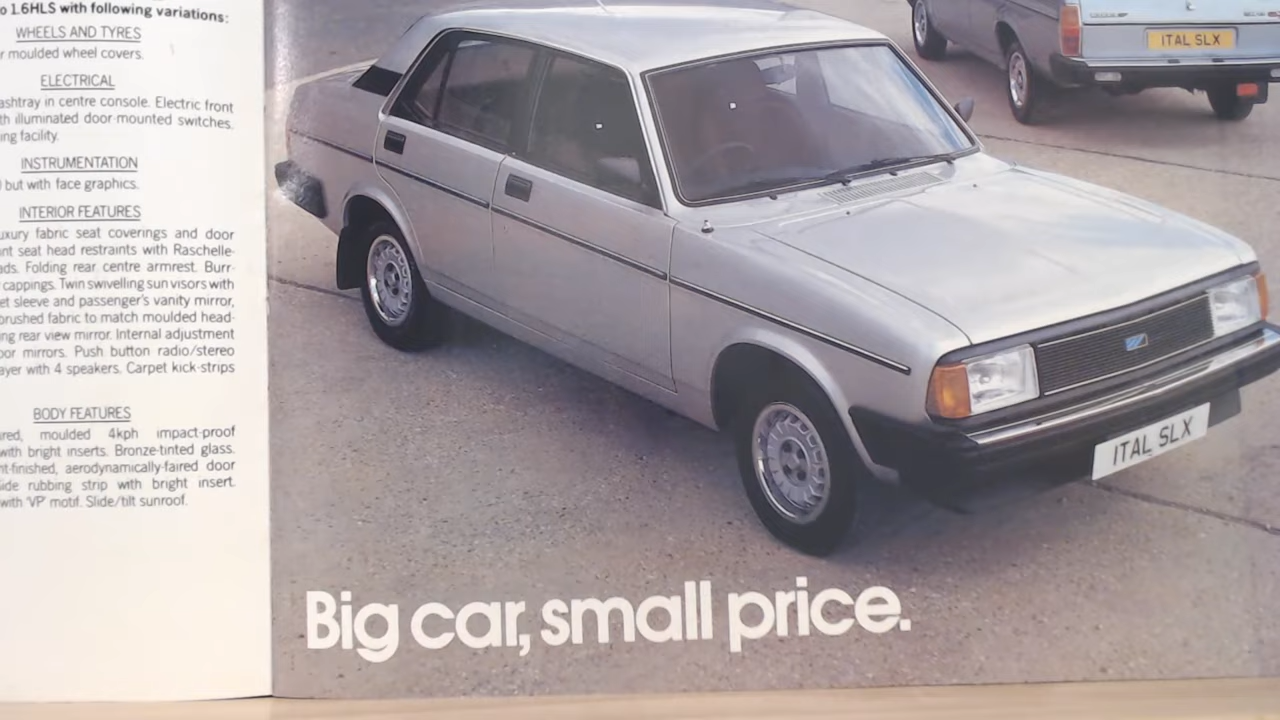 o 1.6HLS with following variations:
WHEELS AND TYRES
r moulded wheel covers.
ELECTRICAL
ashtray in centre console. Electric front
th illuminated door-mounted switches.
ing facility.
INSTRUMENTATION
but with face graphics.
INTERIOR FEATURES
uxury fabric seat coverings and door
nt seat head restraints with Raschelle-
ads. Folding rear centre armrest. Burr-
cappings. Twin swivelling sun visors with
et sleeve and passenger's vanity mirror,
brushed fabric to match moulded head-
ing rear view mirror. Internal adjustment
oor mirrors. Push button radio/stereo
ayer with 4 speakers. Carpet kick-strips
BODY FEATURES
ured, moulded 4kph impact-proof
with bright inserts. Bronze-tinted glass.
nt-finished, aerodynamically-faired door
side rubbing strip with bright insert.
with 'VP' motif. Slide/tilt sunroof.
ITAL SLX
ITAL SLX
Big car, small price.